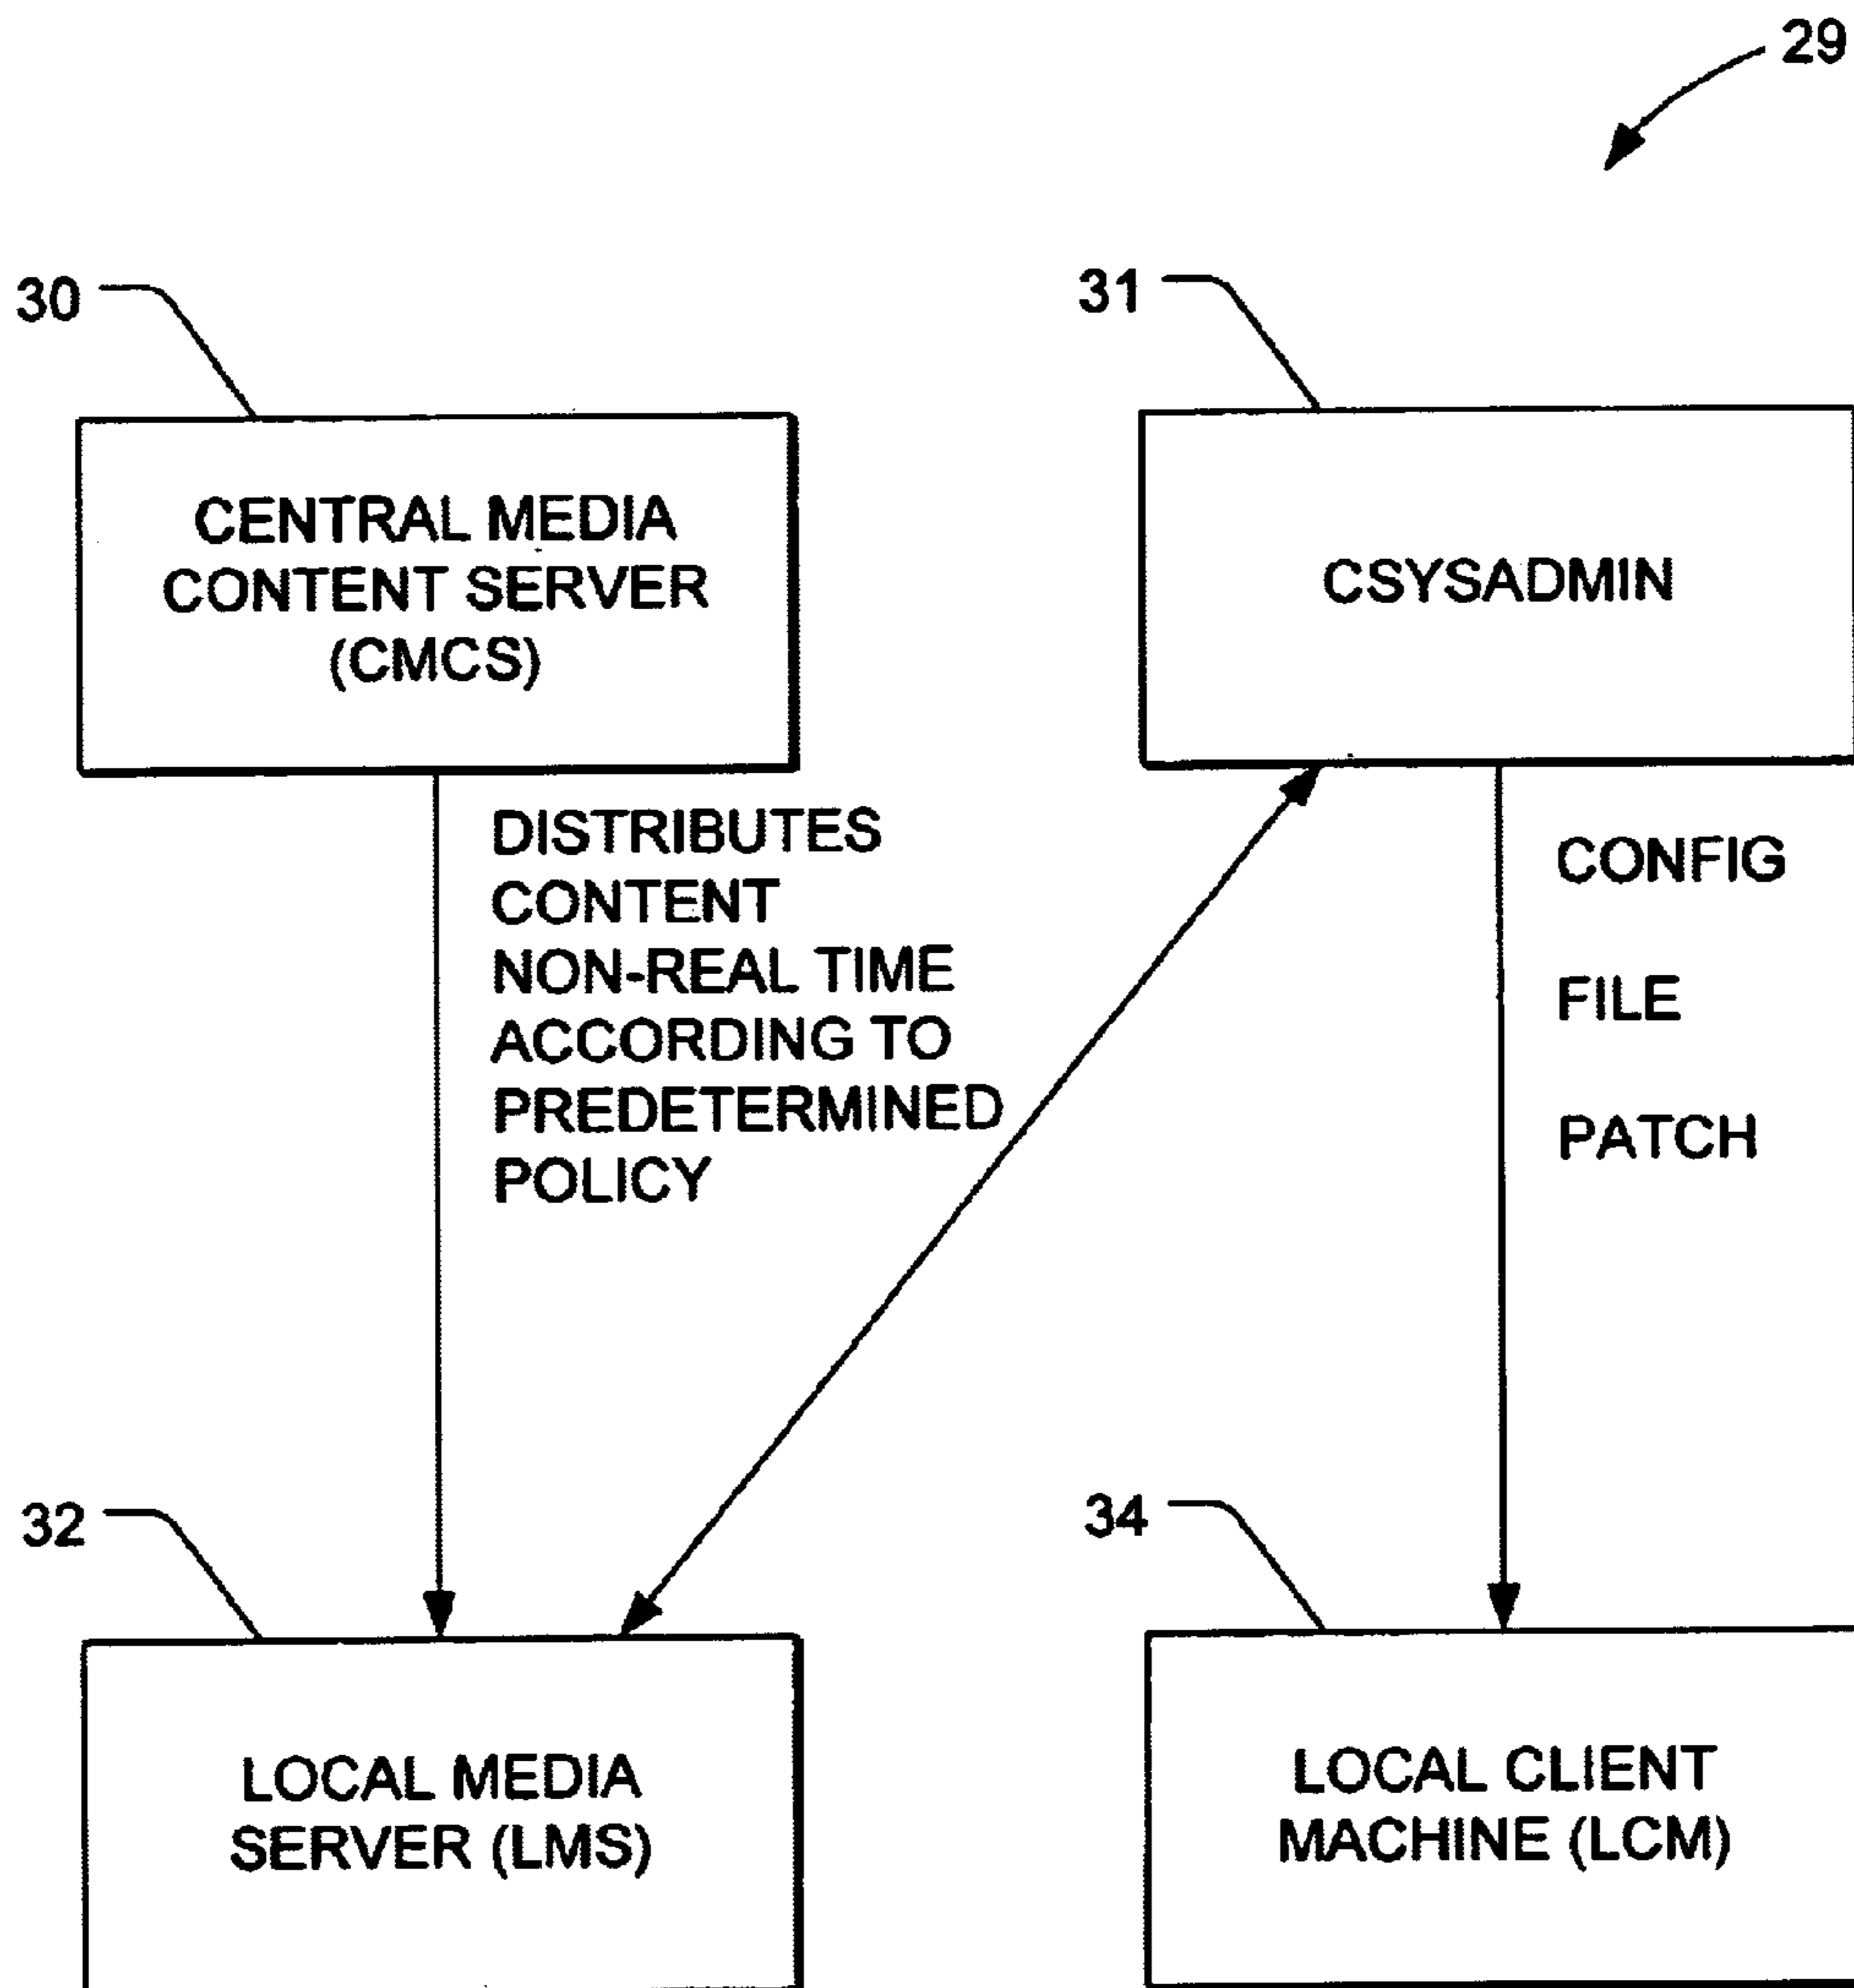 29
30
31
CENTRAL MEDIA
CONTENT SERVER
(CMCS)
CSYSADMIN
DISTRIBUTES
CONTENT
NON-REAL TIME
ACCORDING TO
PREDETERMINED
POLICY
CONFIG
FILE
PATCH
32
34
LOCAL MEDIA
SERVER (LMS)
LOCAL CLIENT
MACHINE (LCM)